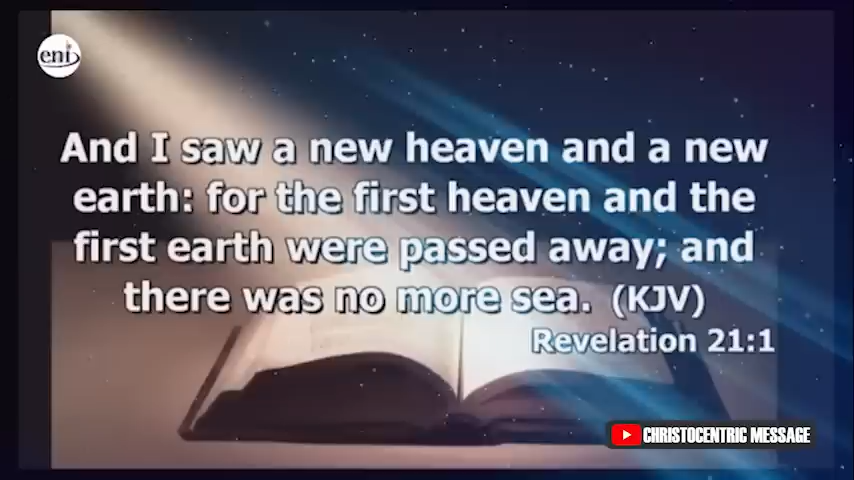 eni
And I saw a new heaven and a new
earth: for the first heaven and the
first earth were passed away; and
there was no more sea. (KJV)
Revelation 21:1
CHRISTOCENTRIC MESSAGE